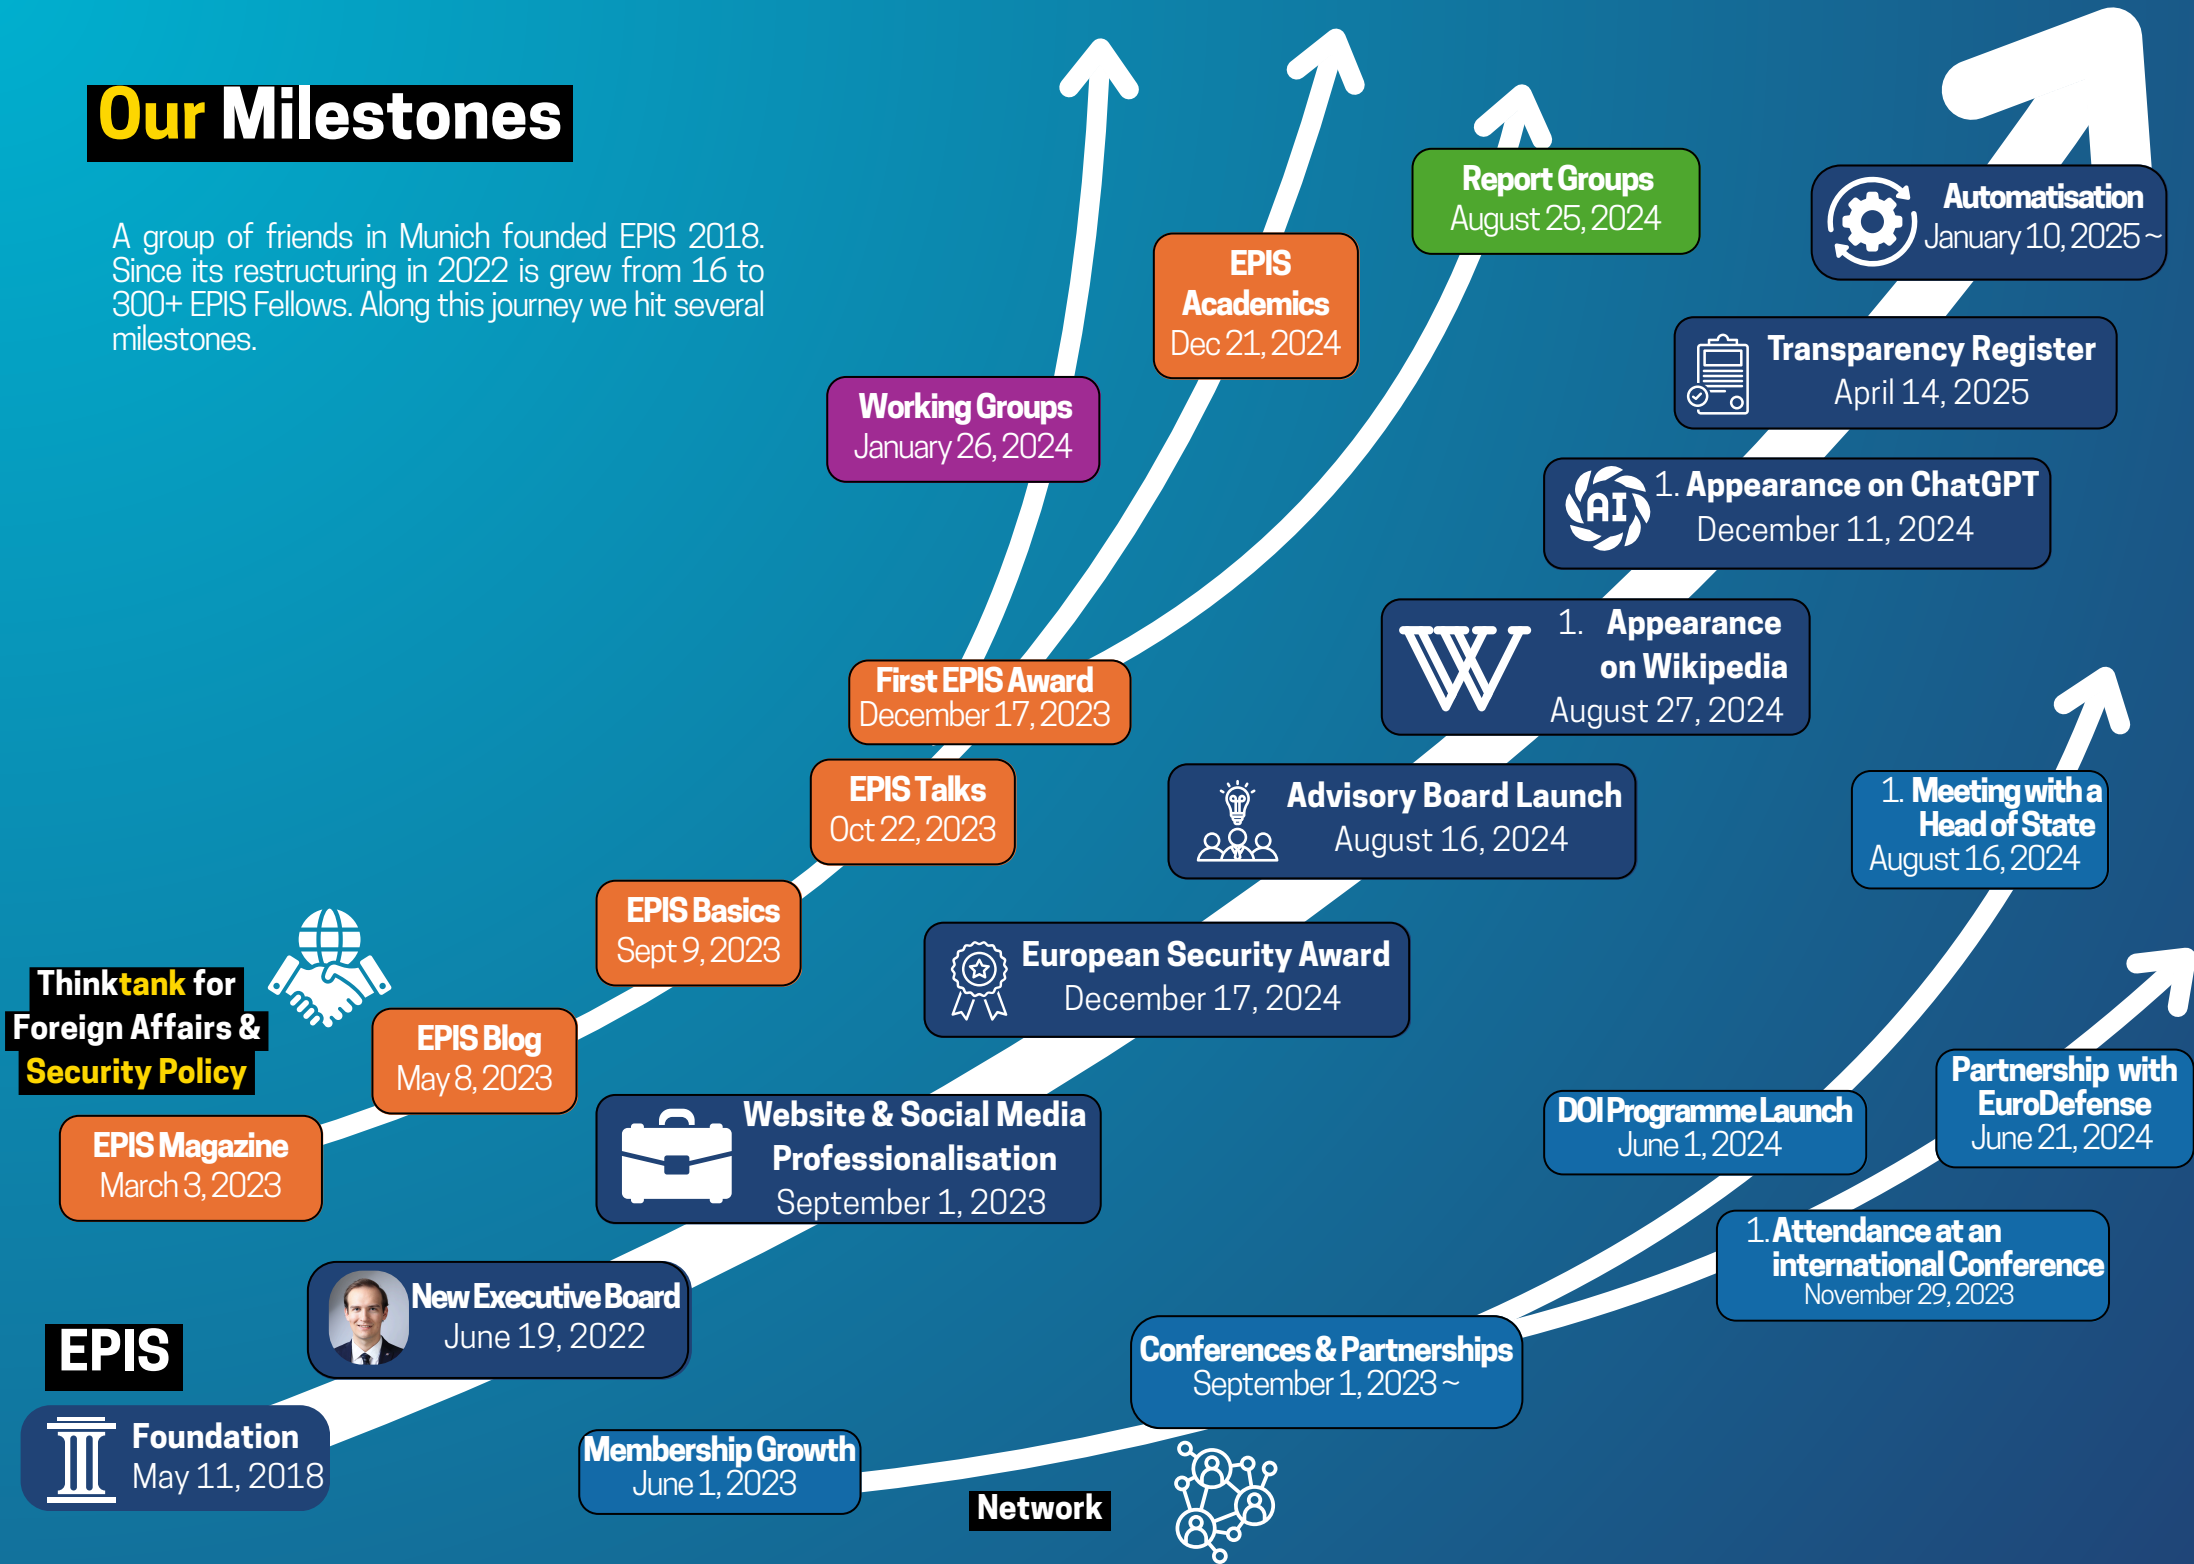 Our Milestones
A group of friends in Munich founded EPIS 2018.
Since its restructuring in 2022 is grew from 16 to
300+ EPIS Fellows. Along this journey we hit several
milestones.
Working Groups
January 26, 2024
EPIS
Academics
Dec 21, 2024
Report Groups
August 25, 2024
Automatisation
January 10, 2025 ~
Transparency Register
April 14, 2025
1. Appearance on ChatGPT
December 11, 2024
AI
1. Appearance
on Wikipedia
August 27, 2024
W
First EPIS Award
December 17, 2023
EPIS Talks
Oct 22, 2023
Advisory Board Launch
August 16, 2024
1. Meeting with a
Head of State
August 16, 2024
EPIS Basics
Sept 9, 2023
European Security Award
December 17, 2024
Thinktank for
Foreign Affairs &
Security Policy
EPIS Blog
May 8, 2023
EPIS Magazine
March 3, 2023
Website & Social Media
Professionalisation
September 1, 2023
DOI Programme Launch
June 1, 2024
Partnership with
EuroDefense
June 21, 2024
1. Attendance at an
international Conference
November 29, 2023
New Executive Board
June 19, 2022
EPIS
Foundation
May 11, 2018
Conferences & Partnerships
September 1, 2023 ~
Membership Growth
June 1, 2023
Network